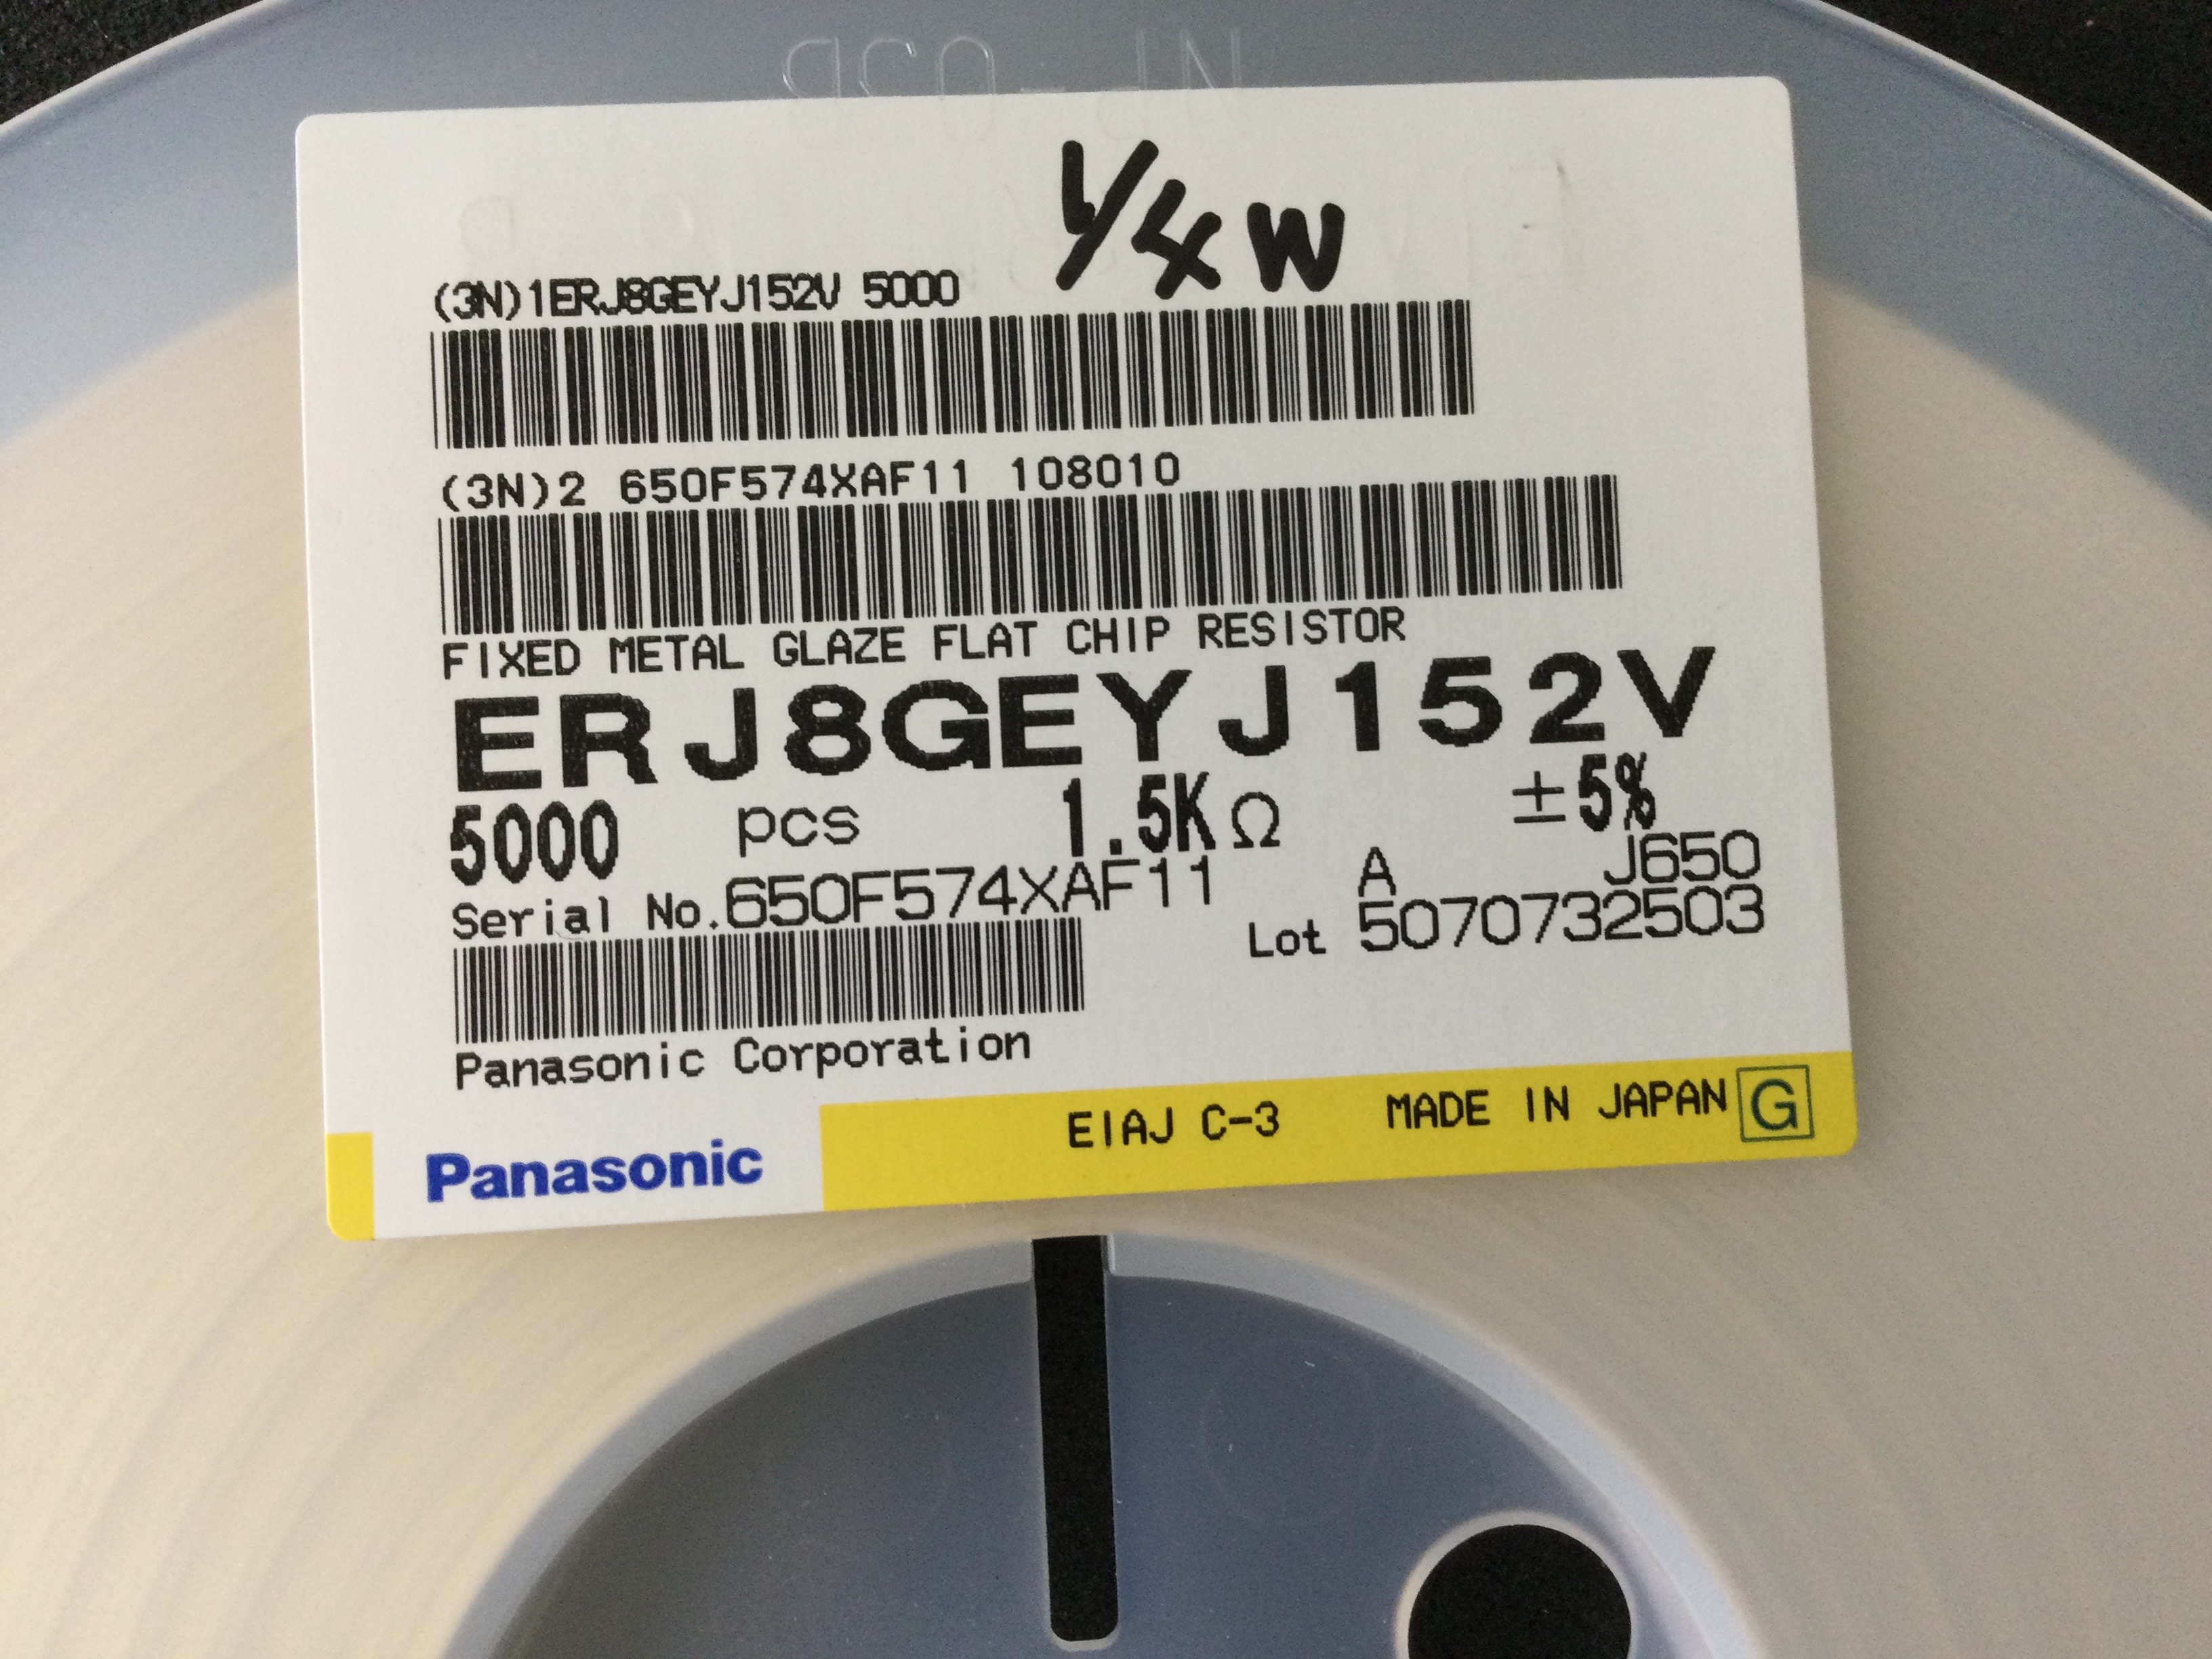 1/4 W
(3N)1ERJ8GEYJ152V 5000
(3N)2 650F574XAF11 108010
FIXED METAL GLAZE FLAT CHIP RESISTOR
ERJ8GEYJ152V
5000 pcs 1.5KΩ ±5%
A J650
Serial No.650F574XAF11 Lot 5070732503
Panasonic Corporation
EIAJ C-3 MADE IN JAPAN G
Panasonic